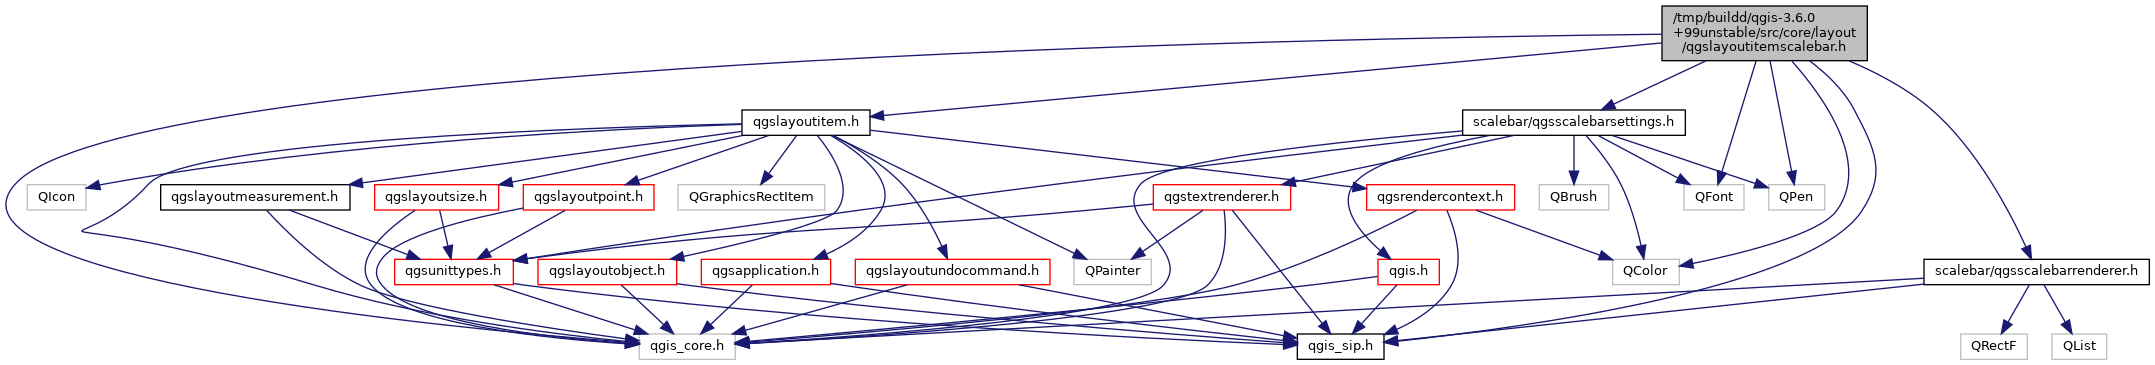 /tmp/buildd/qgis-3.6.0
+99unstable/src/core/layout
/qgslayoutitemscalebar.h
qgslayoutitem.h
scalebar/qgsscalebarsettings.h
QIcon
qgslayoutmeasurement.h
qgslayoutsize.h
qgslayoutpoint.h
QGraphicsRectItem
qgstextrenderer.h
qgsrendercontext.h
QBrush
QFont
QPen
qgsunittypes.h
qgslayoutobject.h
qgsapplication.h
qgslayoutundocommand.h
QPainter
qgis.h
QColor
scalebar/qgsscalebarrenderer.h
qgis_core.h
qgis_sip.h
QRectF
QList